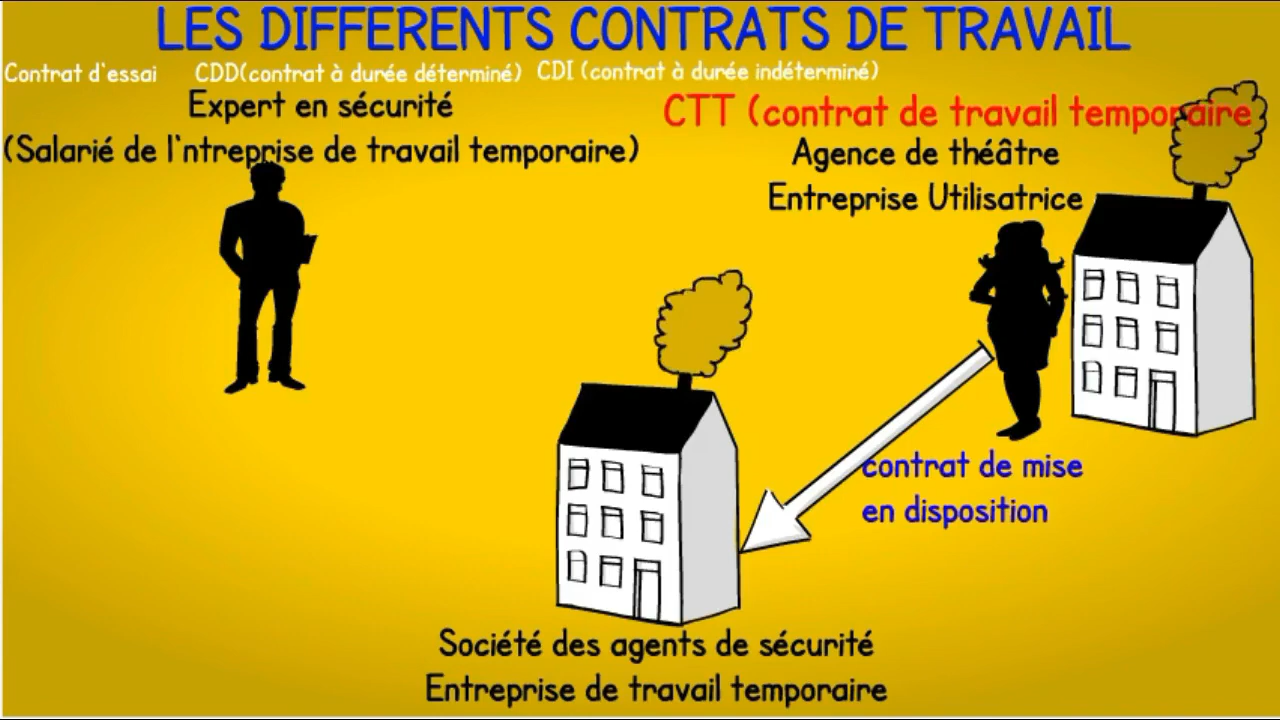 LES DIFFERENTS CONTRATS DE TRAVAIL
Contrat d'essai CDD(contrat à durée déterminé) CDI (contrat à durée indéterminé)
Expert en sécurité
(Salarié de l'ntreprise de travail temporaire)
CTT (contrat de travail temporaire
Agence de théâtre
Entreprise Utilisatrice
contrat de mise
en disposition
Société des agents de sécurité
Entreprise de travail temporaire